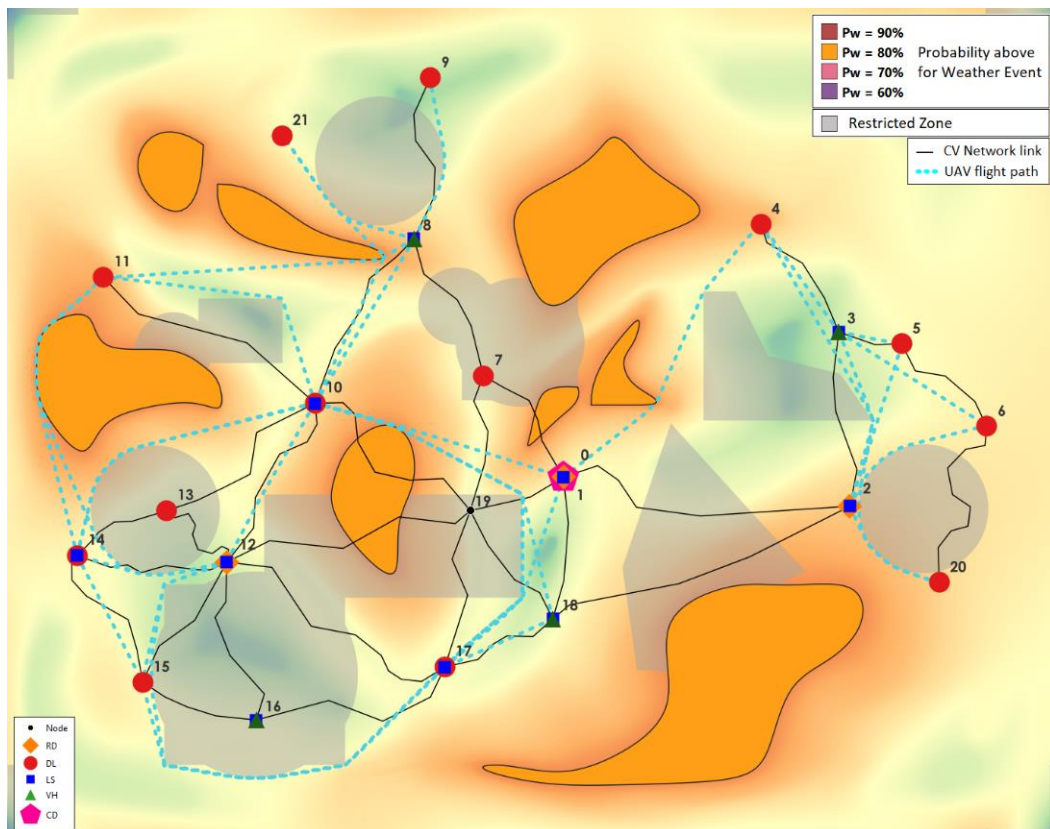 Pw = 90%
Pw = 80% Probability above
Pw = 70% for Weather Event
Pw = 60%
Restricted Zone
CV Network link
UAV flight path
9
21
4
8
11
3
5
7
10
6
0
1
2
13
19
14
12
20
18
17
15
16
Node
RD
DL
LS
VH
CD